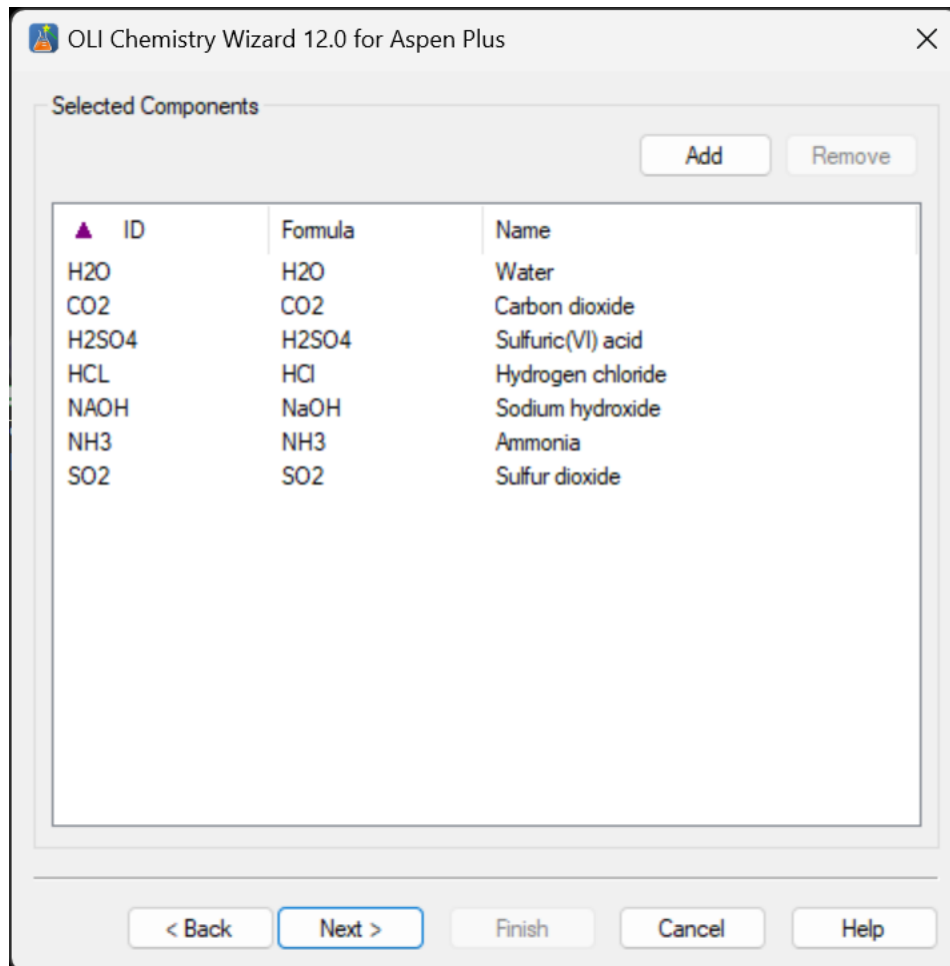 OLI Chemistry Wizard 12.0 for Aspen Plus
Selected Components
Add Remove
ID Formula Name
H2O H2O Water
CO2 CO2 Carbon dioxide
H2SO4 H2SO4 Sulfuric(VI) acid
HCL HCl Hydrogen chloride
NAOH NaOH Sodium hydroxide
NH3 NH3 Ammonia
SO2 SO2 Sulfur dioxide
< Back Next > Finish Cancel Help